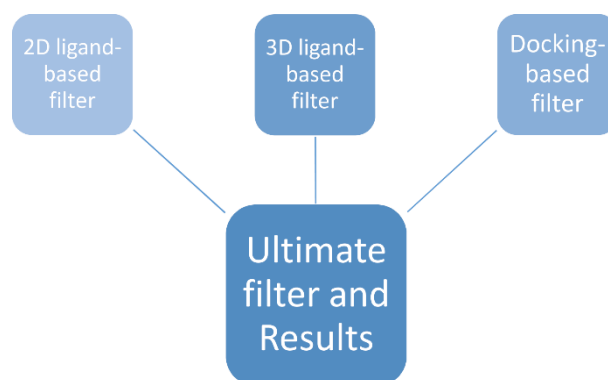 2D ligand-
based
filter
3D ligand-
based
filter
Docking-
based
filter
Ultimate
filter and
Results